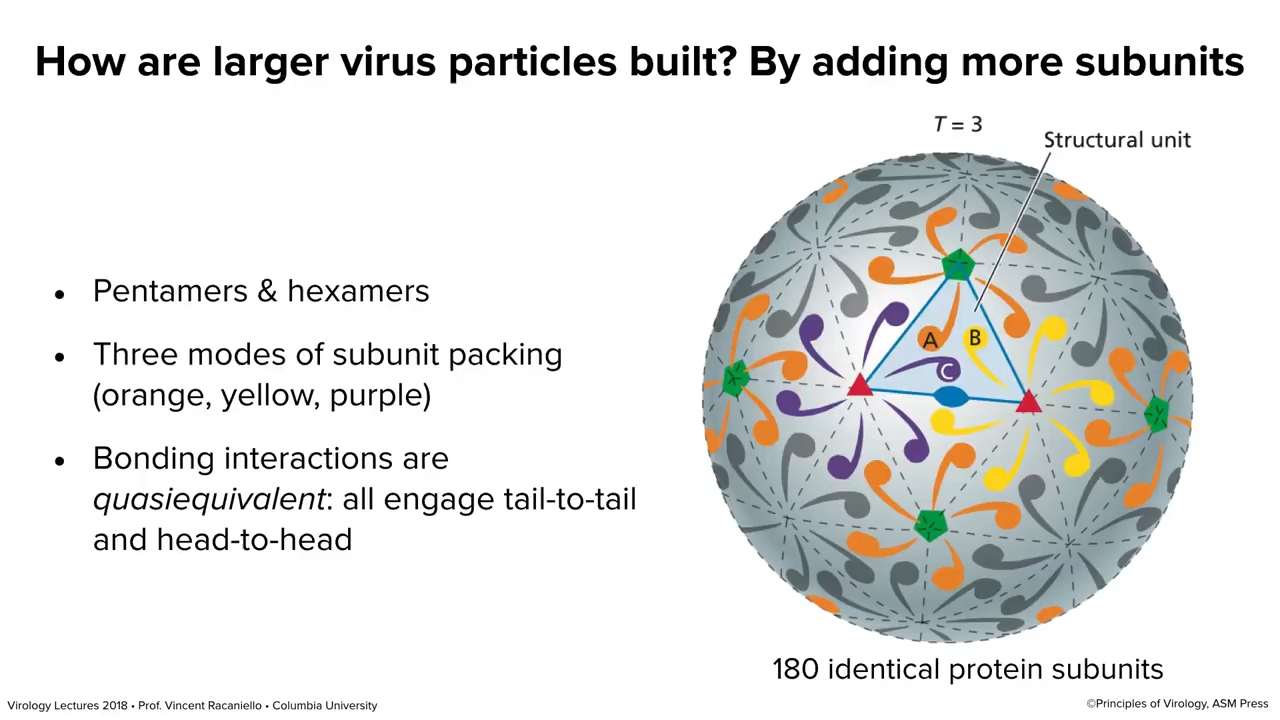 How are larger virus particles built? By adding more subunits
T = 3
Structural unit
• Pentamers & hexamers
• Three modes of subunit packing
(orange, yellow, purple)
• Bonding interactions are
quasiequivalent: all engage tail-to-tail
and head-to-head
A
B
C
180 identical protein subunits
Virology Lectures 2018 • Prof. Vincent Racaniello • Columbia University
©Principles of Virology, ASM Press